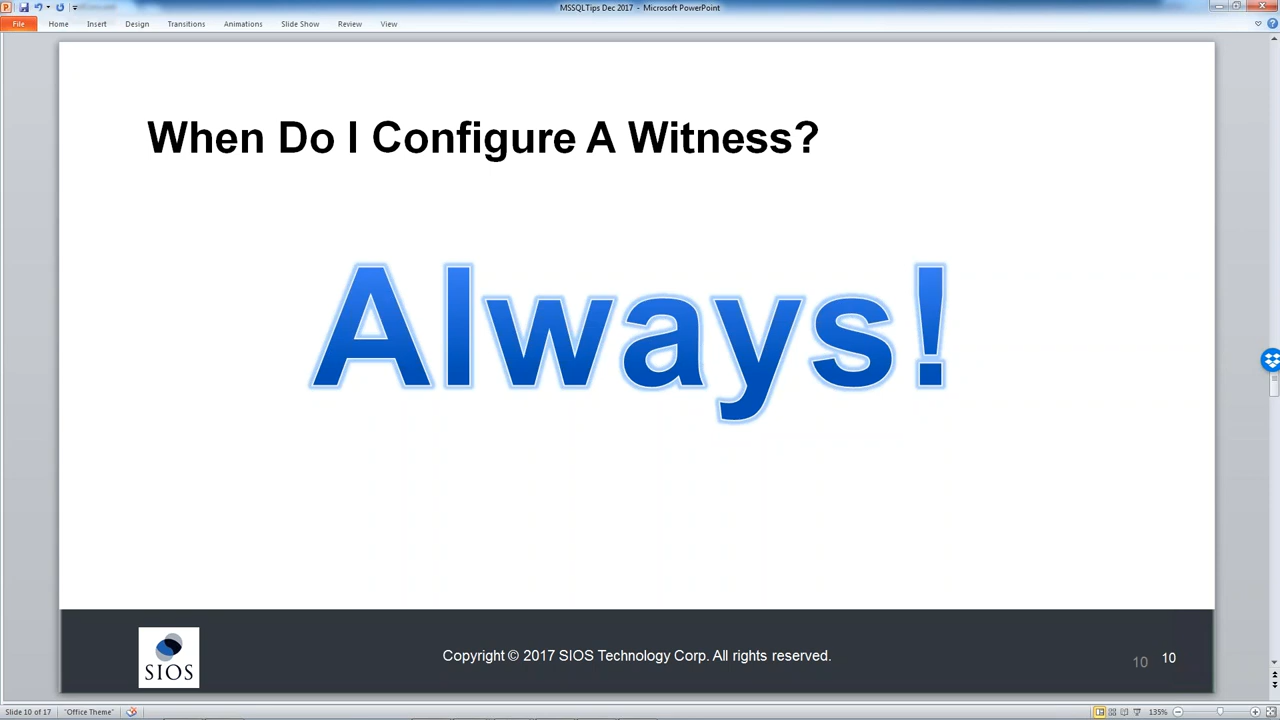 MSSQLTips Dec 2017 - Microsoft PowerPoint
File Home Insert Design Transitions Animations Slide Show Review View
When Do I Configure A Witness?
Always!
SIOS
Copyright © 2017 SIOS Technology Corp. All rights reserved.
10 10
Slide 10 of 17 "Office Theme" 135%